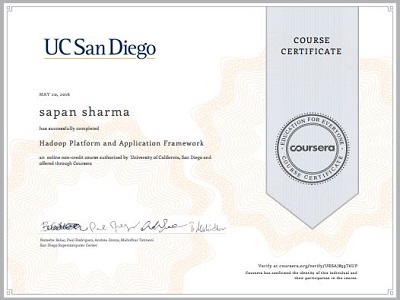 UC San Diego
COURSE
CERTIFICATE
MAY 20, 2016
sapan sharma
has successfully completed
Hadoop Platform and Application Framework
an online non-credit course authorized by University of California, San Diego and
offered through Coursera
EDUCATION FOR EVERYONE
coursera
COURSE CERTIFICATE
Natasha Balac, Paul Rodriguez, Andrea Zonca, Mahidhar Tatineni
San Diego Supercomputer Center
Verify at coursera.org/verify/
Coursera has confirmed the identity of this individual and
their participation in the course.